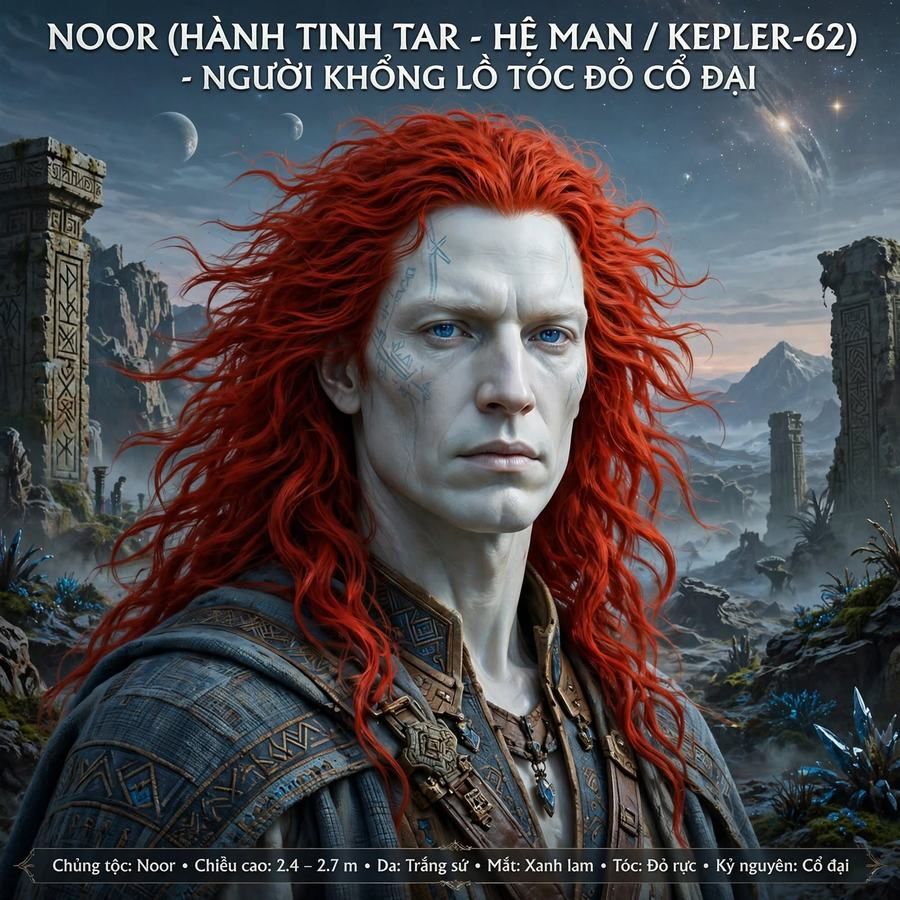 NOOR (HÀNH TINH TAR - HỆ MAN / KEPLER-62)
- NGƯỜI KHỔNG LỒ TÓC ĐỎ CỔ ĐẠI
Chủng tộc: Noor • Chiều cao: 2.4 – 2.7 m • Da: Trắng sứ • Mắt: Xanh lam • Tóc: Đỏ rực • Kỷ nguyên: Cổ đại